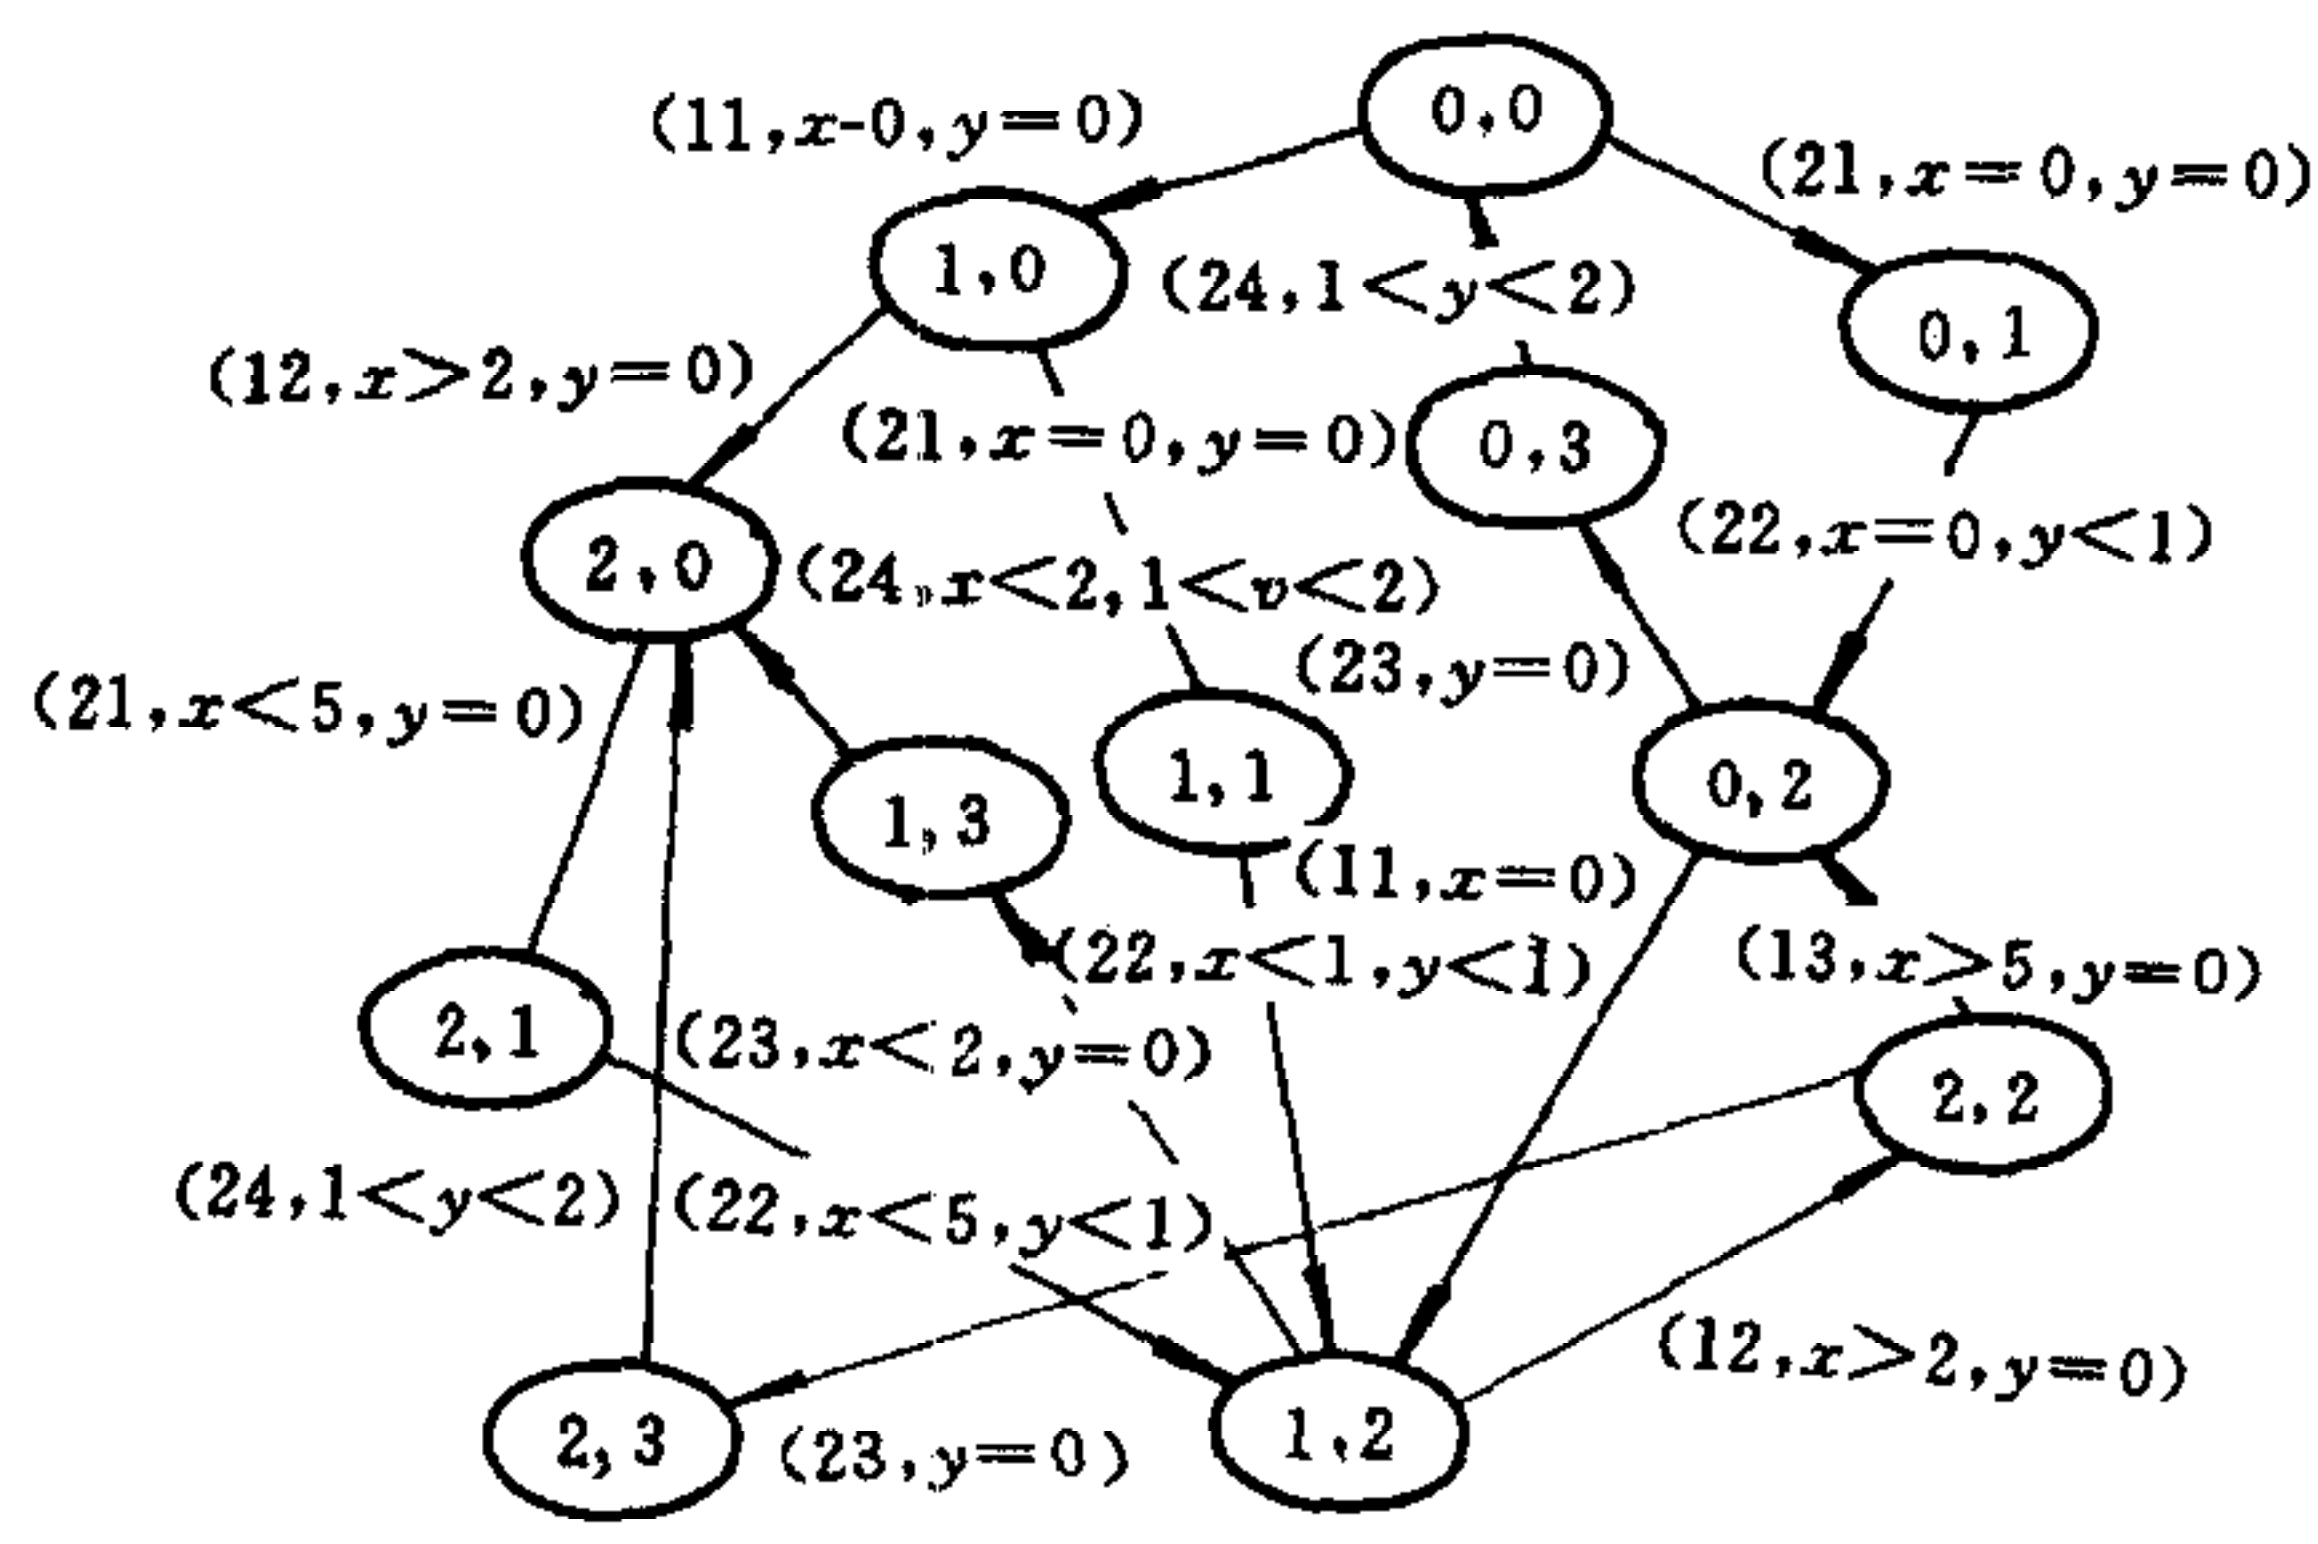 0,0
(11,x-0,y=0)
(21,x=0,y=0)
1,0
(24,1<y<2)
0,1
(12,x>2,y=0)
(21,x=0,y=0)
0,3
(22,x=0,y<1)
2,0
(24,x<2,1<v<2)
(23,y=0)
(21,x<5,y=0)
1,1
0,2
1,3
(11,x=0)
(22,x<1,y<1)
(13,x>5,y=0)
2,1
(23,x<2,y=0)
2,2
(24,1<y<2)
(22,x<5,y<1)
(12,x>2,y=0)
2,3
(23,y=0)
1,2